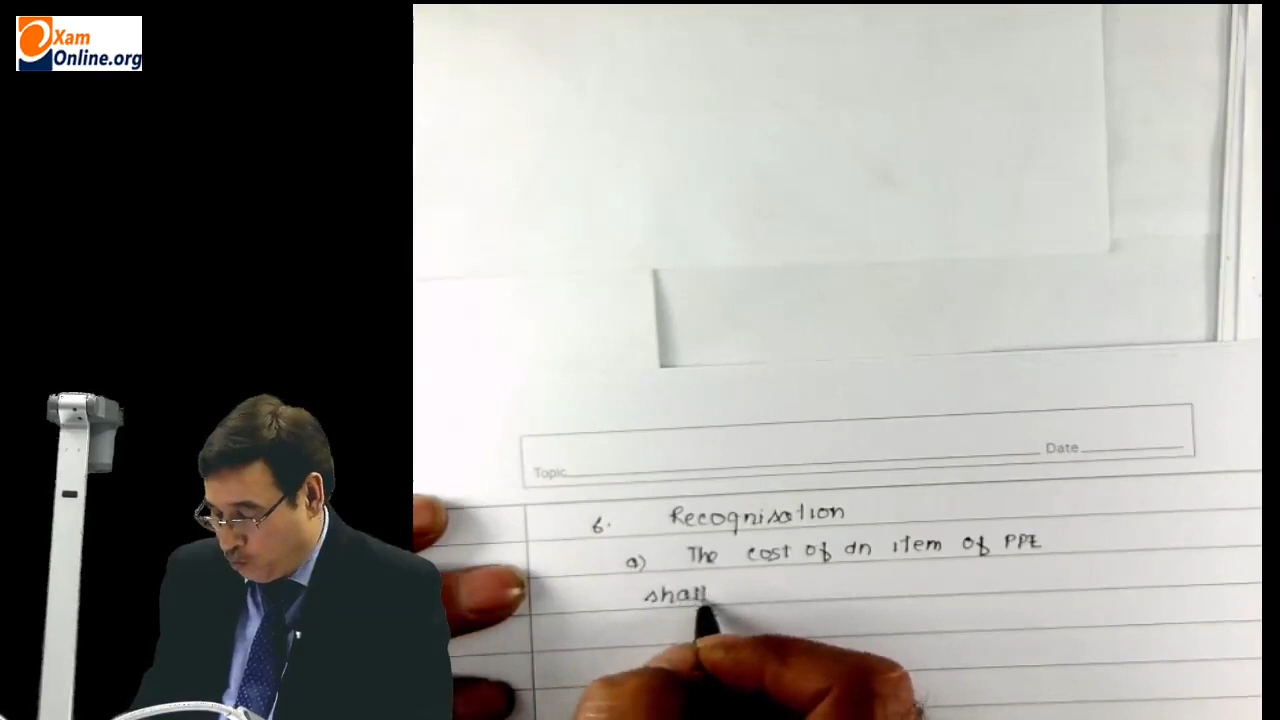 Xam
Online.org
Topic
Date
6. Recognisation
a) The cost of an item of PPE
shall